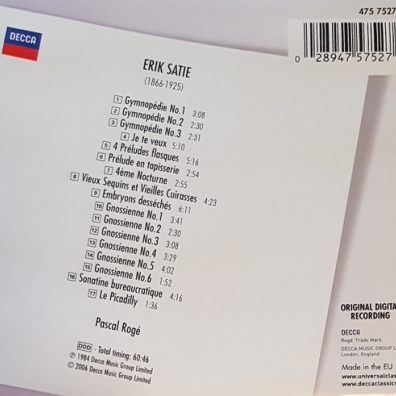 475 7527
DECCA
0 28947 57527
ERIK SATIE
(1866-1925)
1 Gymnopédie No.1 3:08
2 Gymnopédie No.2 2:30
3 Gymnopédie No.3 2:31
4 Je te veux 5:10
5 4 Préludes flasques 5:16
6 Prélude en tapisserie 2:54
7 4ème Nocturne 2:55
8 Vieux Sequins et Vieilles Cuirasses 4:23
9 Embryons desséchés 6:11
10 Gnossienne No.1 3:41
11 Gnossienne No.2 2:30
12 Gnossienne No.3 3:08
13 Gnossienne No.4 3:29
14 Gnossienne No.5 4:02
15 Gnossienne No.6 1:52
16 Sonatine bureaucratique 4:16
17 Le Picadilly 1:36
Pascal Rogé
DDD - Total timing: 60:46
℗ 1984 Decca Music Group Limited
© 2006 Decca Music Group Limited
ORIGINAL DIGITA
RECORDING
DECCA
Regd. Trade Mark
DECCA MUSIC GROUP L
London, England
Made in the EU
www.universalclas
www.deccaclassic